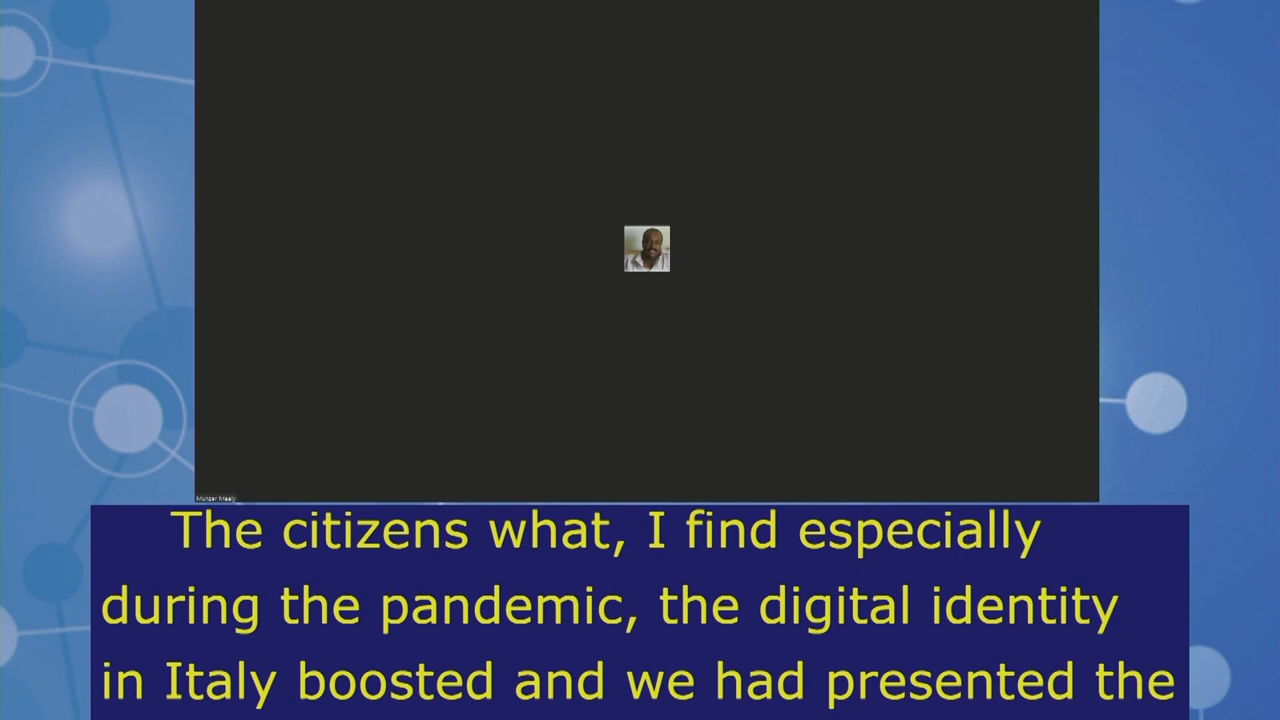 The citizens what, I find especially
during the pandemic, the digital identity
in Italy boosted and we had presented the